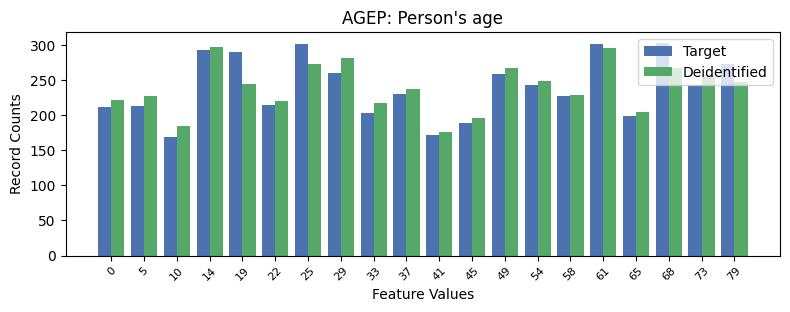 AGEP: Person's age
Record Counts
300
250
200
150
100
50
0
Target
Deidentified
0 5 10 14 19 22 25 29 33 37 41 45 49 54 58 61 65 68 73 79
Feature Values